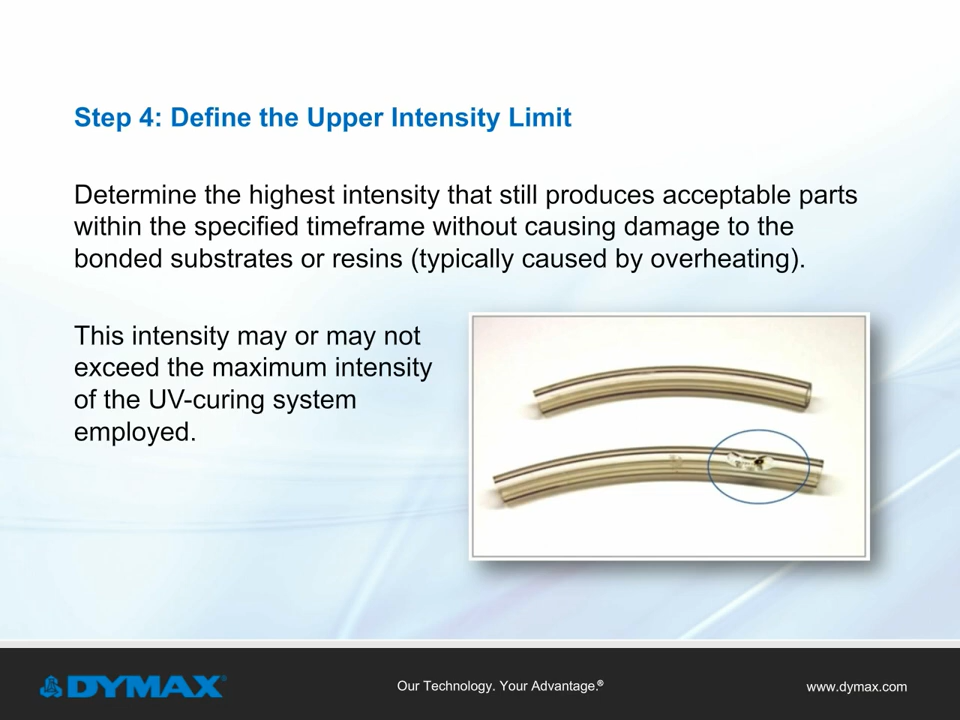 Step 4: Define the Upper Intensity Limit
Determine the highest intensity that still produces acceptable parts
within the specified timeframe without causing damage to the
bonded substrates or resins (typically caused by overheating).
This intensity may or may not
exceed the maximum intensity
of the UV-curing system
employed.
DYMAX®
Our Technology. Your Advantage.®
www.dymax.com